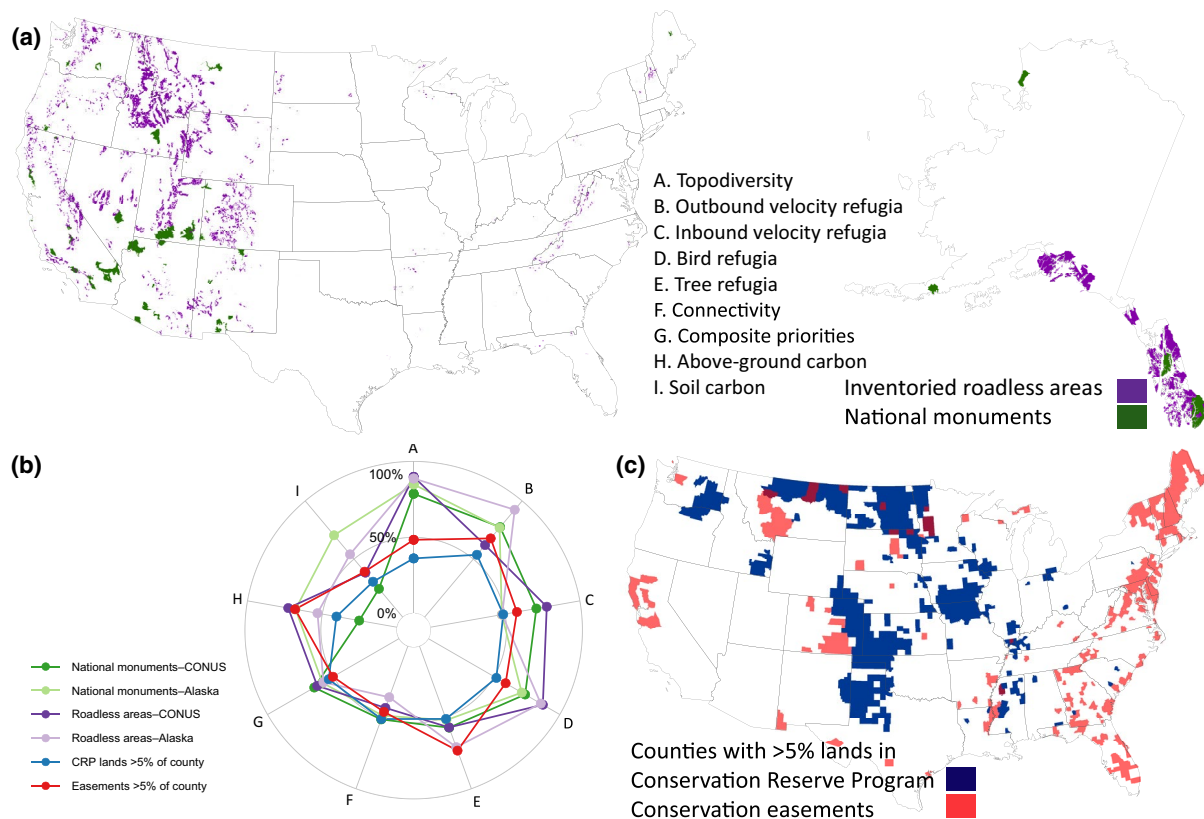 (a)
A. Topodiversity
B. Outbound velocity refugia
C. Inbound velocity refugia
D. Bird refugia
E. Tree refugia
F. Connectivity
G. Composite priorities
H. Above-ground carbon
I. Soil carbon
Inventoried roadless areas
National monuments
(b)
A
B
C
D
E
F
G
H
I
100%
50%
0%
National monuments–CONUS
National monuments–Alaska
Roadless areas–CONUS
Roadless areas–Alaska
CRP lands >5% of county
Easements >5% of county
(c)
Counties with >5% lands in
Conservation Reserve Program
Conservation easements